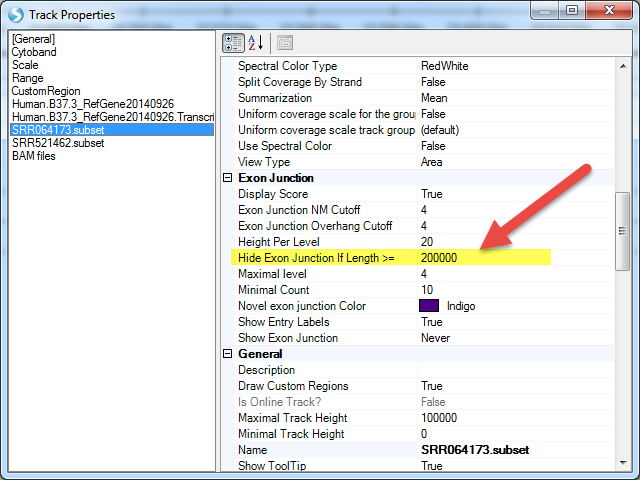 Track Properties
[General]
Cytoband
Scale
Range
CustomRegion
Human.B37.3_RefGene20140926
Human.B37.3_RefGene20140926.Transcri
SRR064173.subset
SRR521462.subset
BAM files
Spectral Color Type RedWhite
Split Coverage By Strand False
Summarization Mean
Uniform coverage scale for the group False
Uniform coverage scale track group (default)
Use Spectral Color False
View Type Area
Exon Junction
Display Score True
Exon Junction NM Cutoff 4
Exon Junction Overhang Cutoff 4
Height Per Level 20
Hide Exon Junction If Length >= 200000
Maximal level 4
Minimal Count 10
Novel exon junction Color Indigo
Show Entry Labels True
Show Exon Junction Never
General
Description
Draw Custom Regions True
Is Online Track? False
Maximal Track Height 100000
Minimal Track Height 0
Name SRR064173.subset
Show ToolTip True